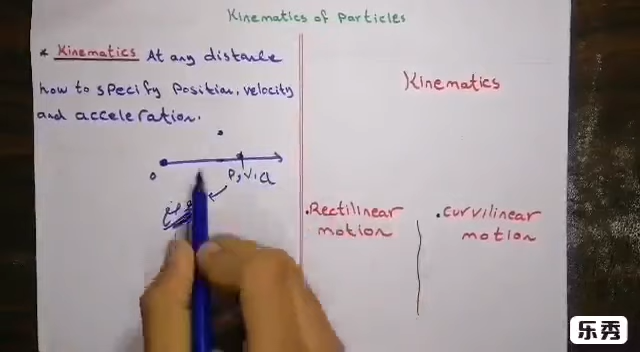 Kinematics of Particles
* Kinematics At any distance
how to specify Position, velocity
and acceleration.
o
P, V, a
Kinematics
.Rectilinear
motion
.curvilinear
motion
乐秀